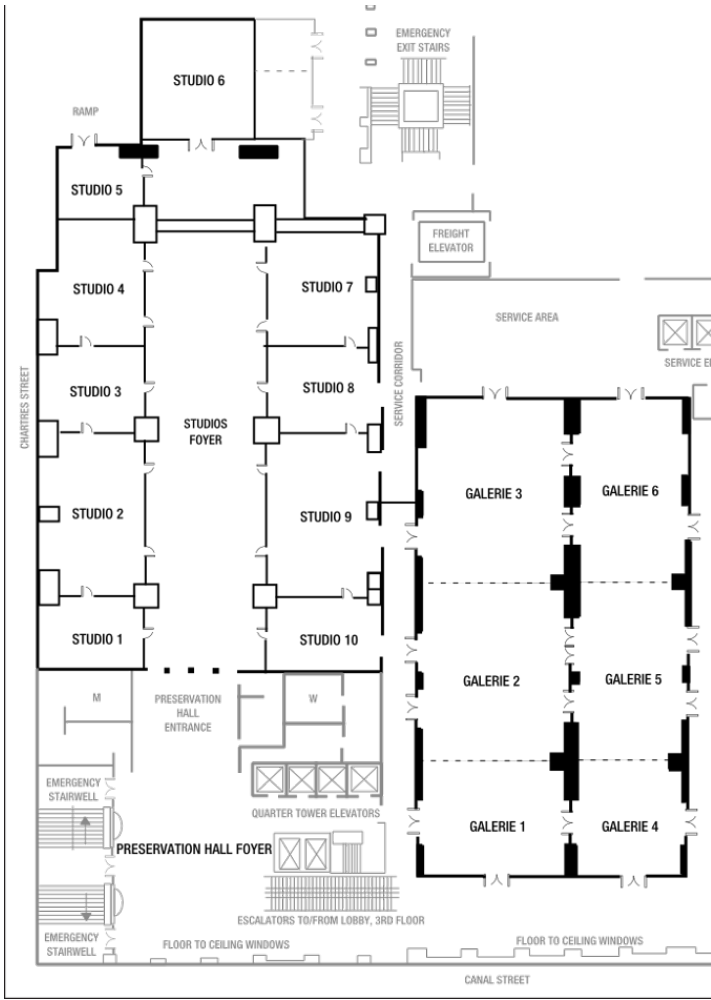 EMERGENCY
EXIT STAIRS
STUDIO 6
RAMP
STUDIO 5
FREIGHT
ELEVATOR
STUDIO 4
STUDIO 7
SERVICE AREA
SERVICE
CHARTRES STREET
STUDIO 3
STUDIOS
FOYER
STUDIO 8
SERVICE CORRIDOR
STUDIO 2
STUDIO 9
GALERIE 3
GALERIE 6
STUDIO 1
STUDIO 10
GALERIE 2
GALERIE 5
M
PRESERVATION
HALL
ENTRANCE
W
EMERGENCY
STAIRWELL
QUARTER TOWER ELEVATORS
PRESERVATION HALL FOYER
GALERIE 1
GALERIE 4
ESCALATORS TO/FROM LOBBY, 3RD FLOOR
EMERGENCY
STAIRWELL
FLOOR TO CEILING WINDOWS
FLOOR TO CEILING WINDOWS
CANAL STREET